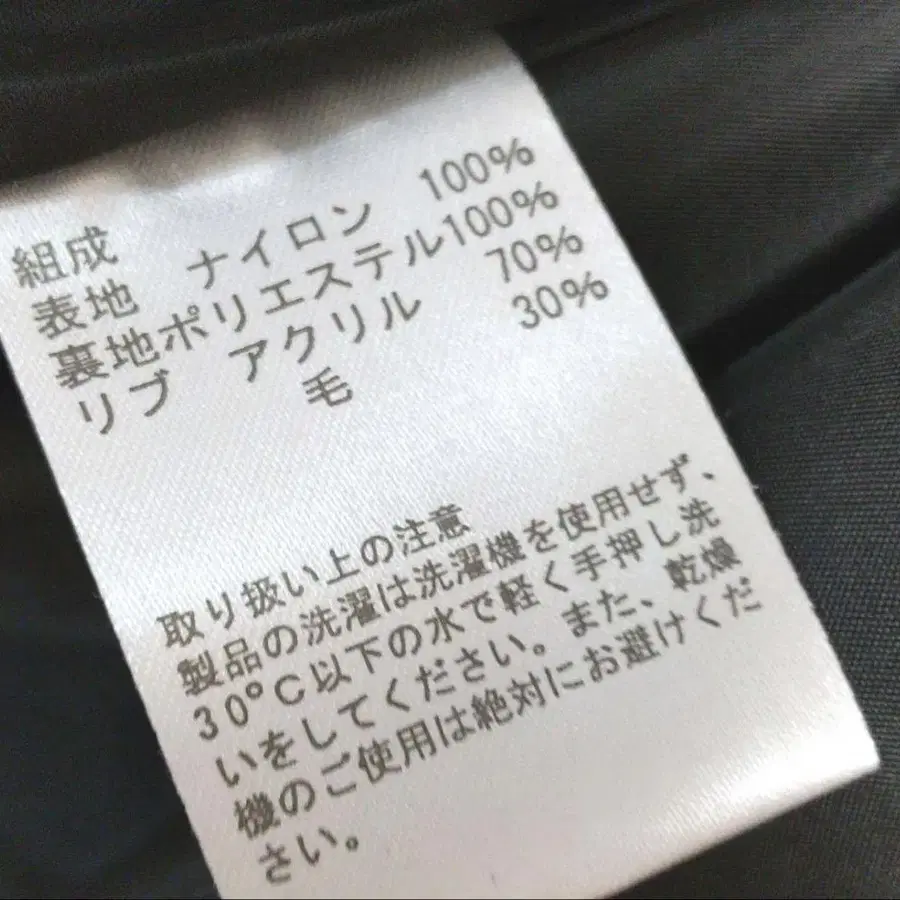 組成
表地 ナイロン 100%
裏地ポリエステル100%
リブ アクリル 70%
毛 30%
取り扱い上の注意
製品の洗濯は洗濯機を使用せず、
30°C以下の水で軽く手押し洗
いをしてください。また、乾燥
機のご使用は絶対にお避けくだ
さい。